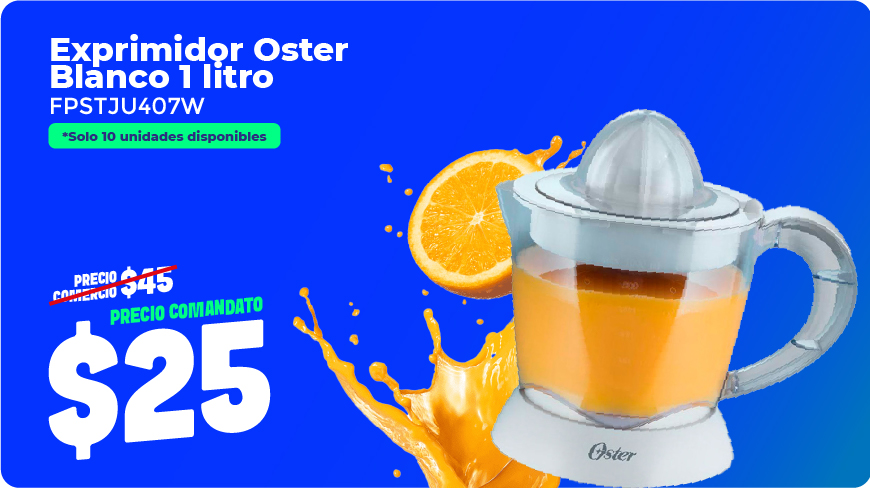 Exprimidor Oster
Blanco 1 litro
FPSTJU407W
*Solo 10 unidades disponibles
PRECIO
COMERCIO $45
PRECIO COMANDATO
$25
Oster